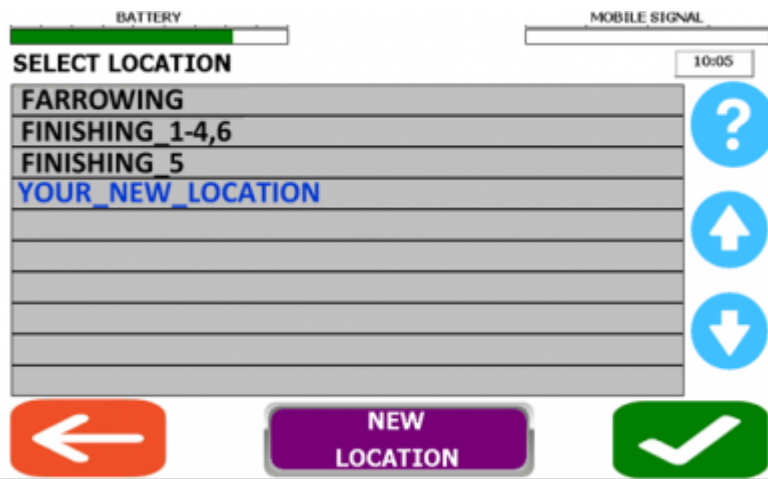 BATTERY
MOBILE SIGNAL
SELECT LOCATION
10:05
FARROWING
FINISHING_1-4,6
FINISHING_5
YOUR_NEW_LOCATION
?
NEW
LOCATION